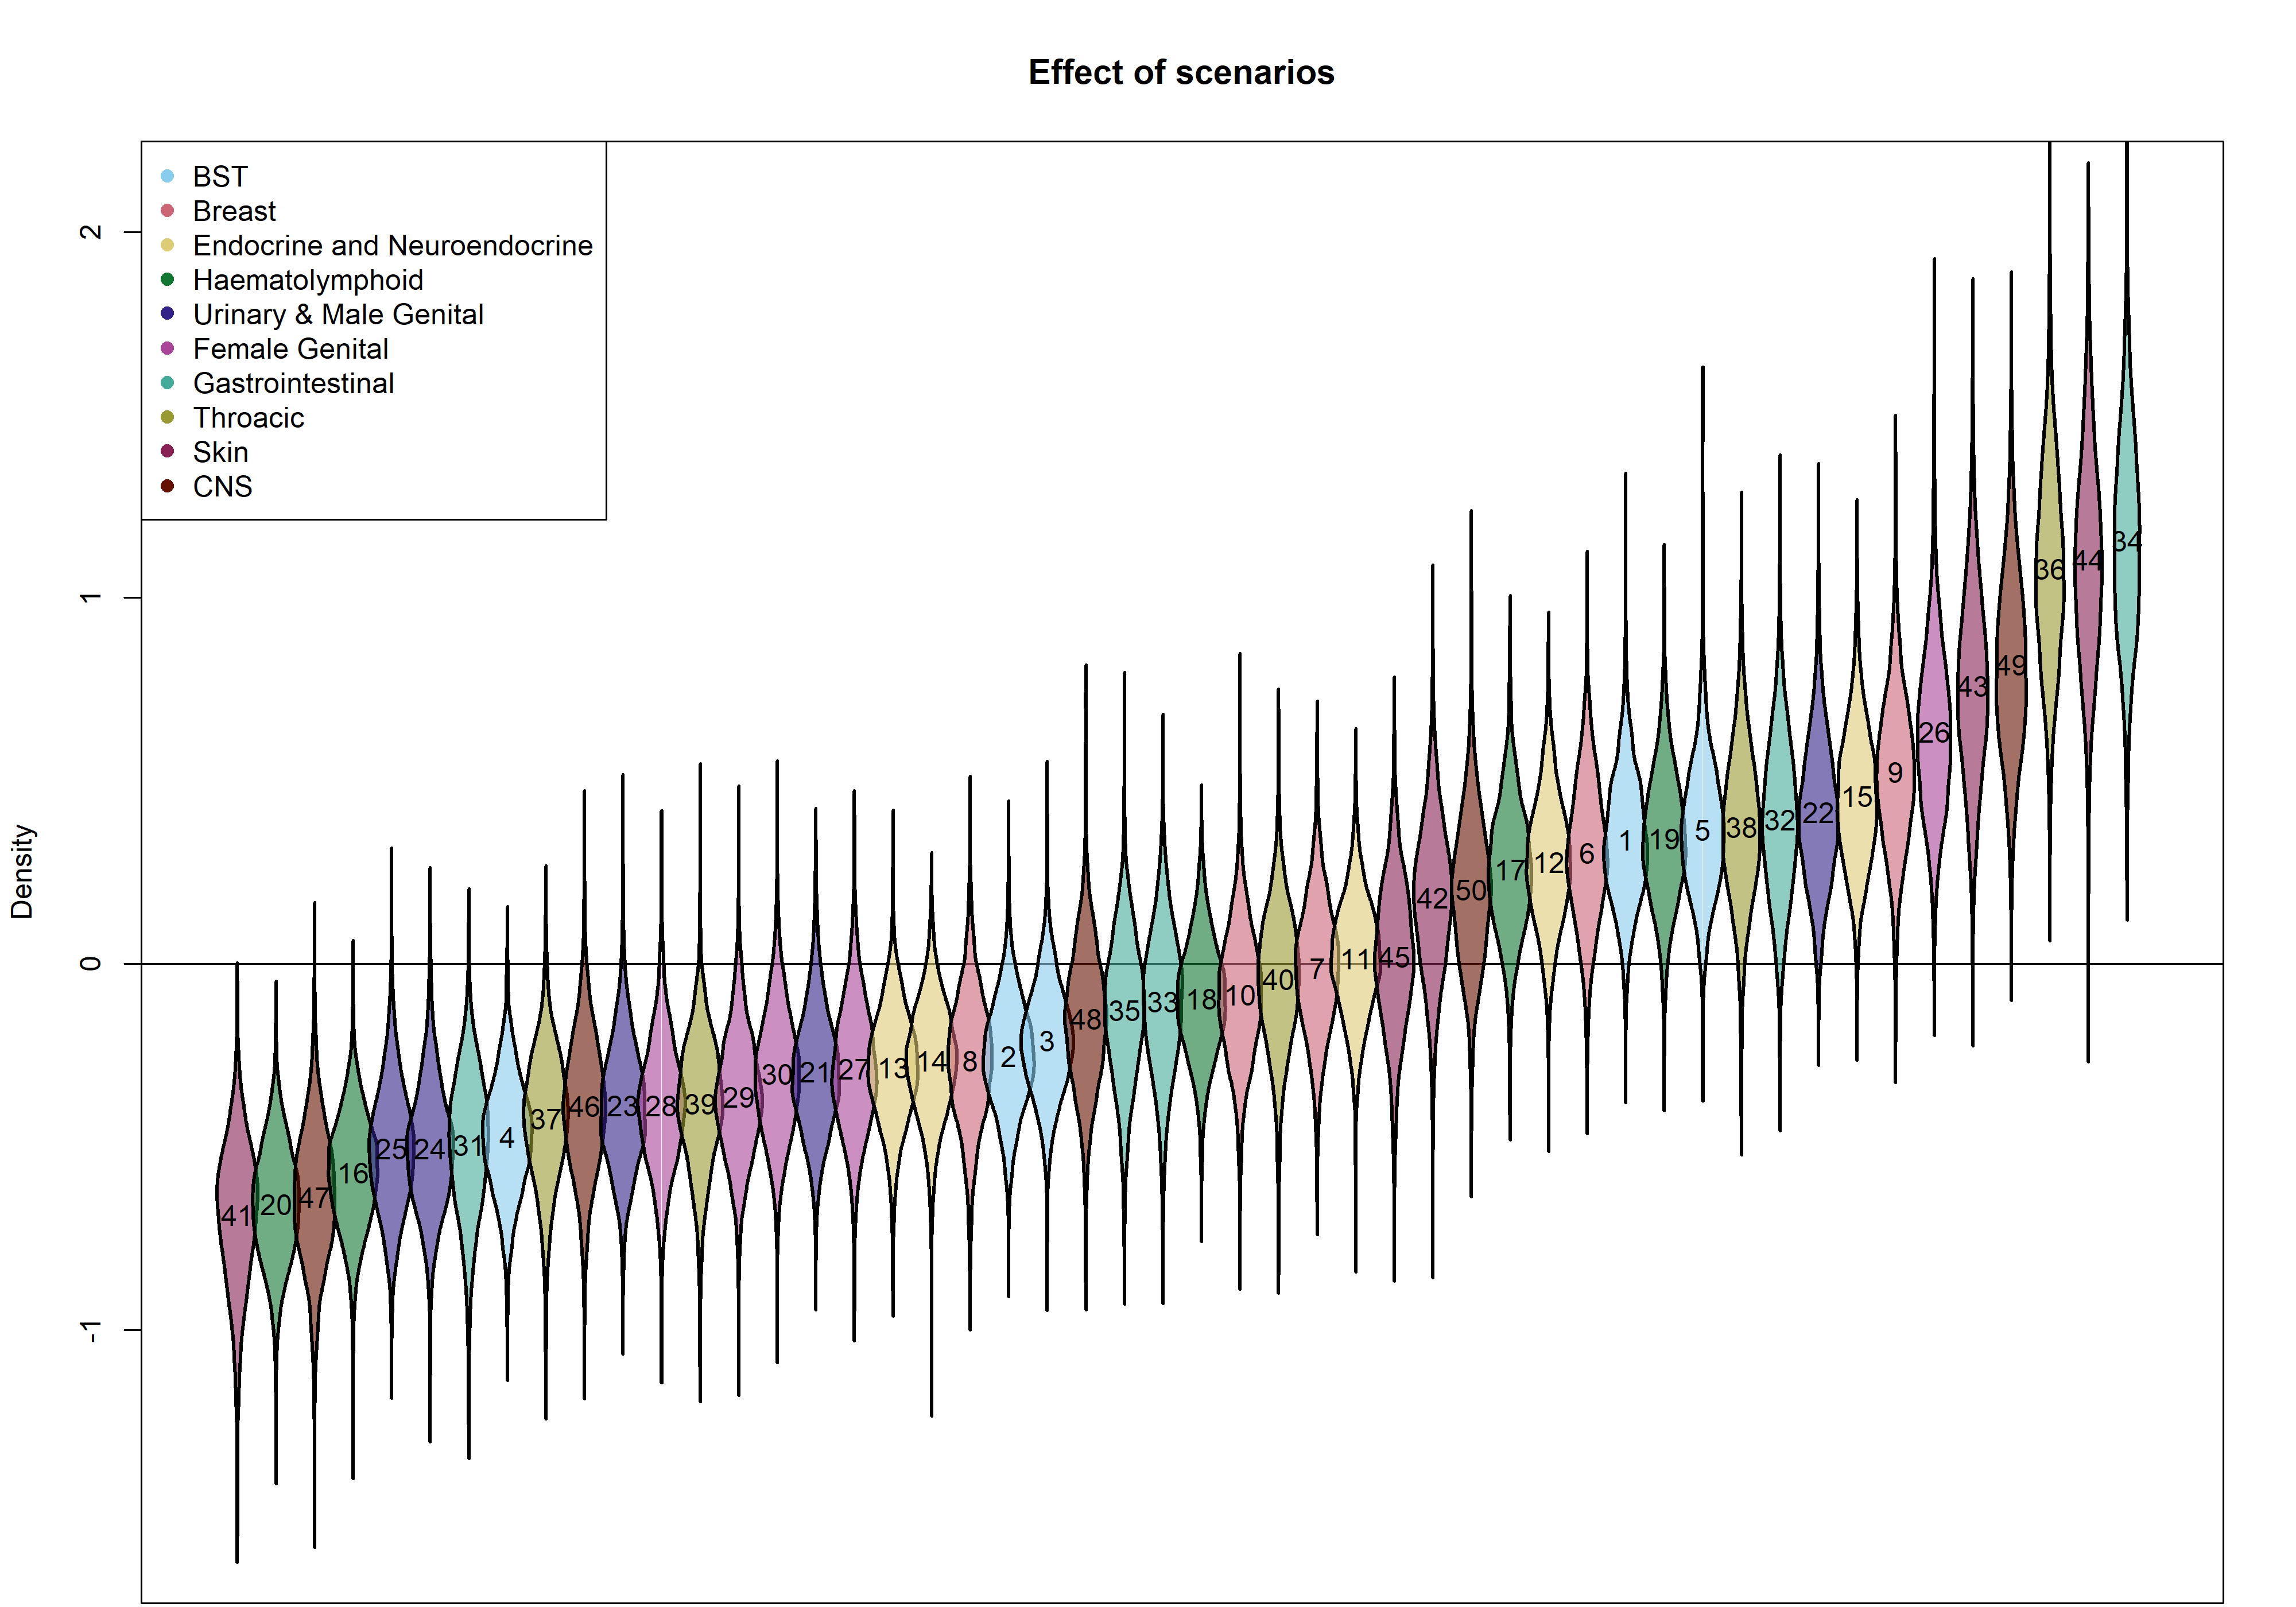 Effect of scenarios
BST
Breast
Endocrine and Neuroendocrine
Haematolymphoid
Urinary & Male Genital
Female Genital
Gastrointestinal
Throacic
Skin
CNS
Density
2
1
0
-1
41 20 47 16 25 24 31 4 37 46 23 28 39 29 30 21 27 13 14 8 2 3 48 35 33 18 10 40 7 11 45 42 50 17 12 6 1 19 5 38 32 22 15 9 26 43 49 36 44 34